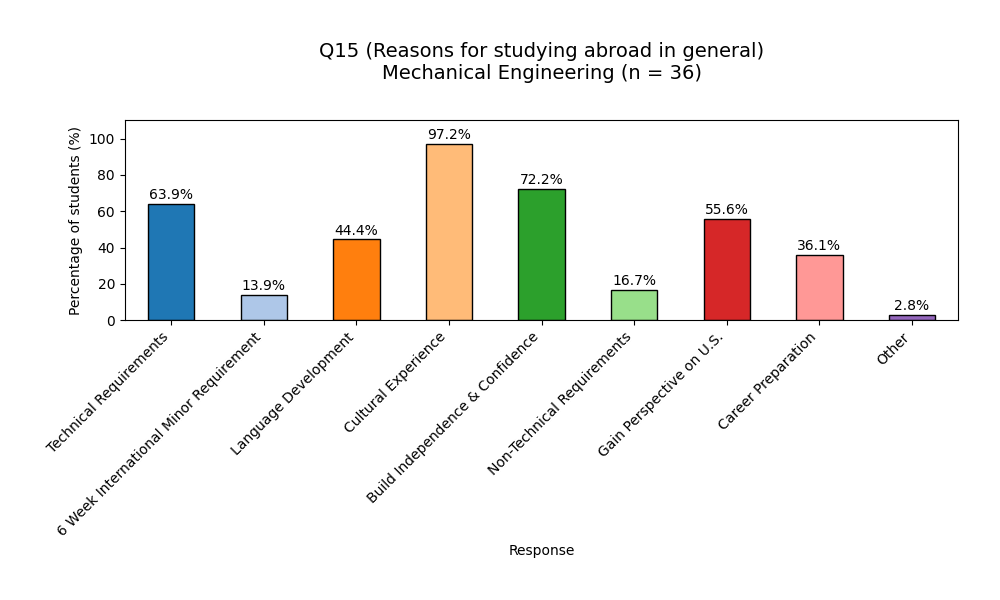 Q15 (Reasons for studying abroad in general)
Mechanical Engineering (n = 36)
Percentage of students (%)
100
80
60
40
20
0
63.9%
13.9%
44.4%
97.2%
72.2%
16.7%
55.6%
36.1%
2.8%
Technical Requirements
6 Week International Minor Requirement
Language Development
Cultural Experience
Build Independence & Confidence
Non-Technical Requirements
Gain Perspective on U.S.
Career Preparation
Other
Response